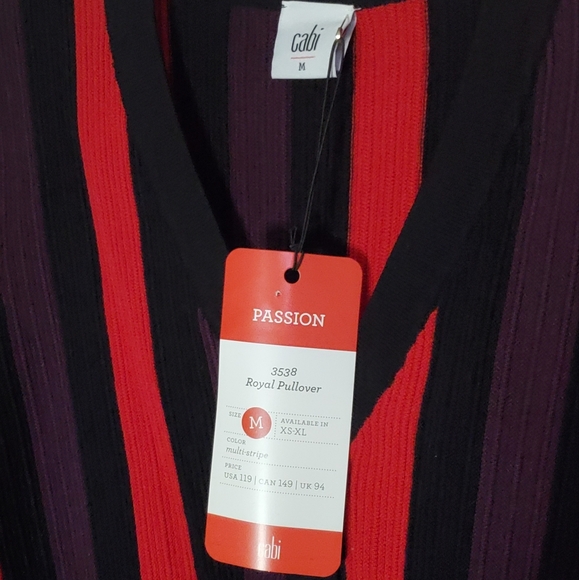 cabi
M
PASSION
3538
Royal Pullover
SIZE
M
AVAILABLE IN
XS-XL
COLOR
multi-stripe
PRICE
USA 119 | CAN 149 | UK 94
cabi